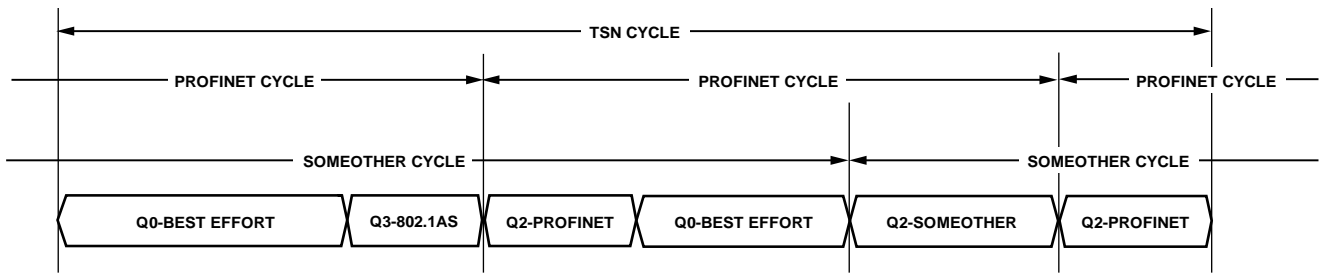 TSN CYCLE
PROFINET CYCLE PROFINET CYCLE PROFINET CYCLE
SOMEOTHER CYCLE SOMEOTHER CYCLE
Q0-BEST EFFORT Q3-802.1AS Q2-PROFINET Q0-BEST EFFORT Q2-SOMEOTHER Q2-PROFINET